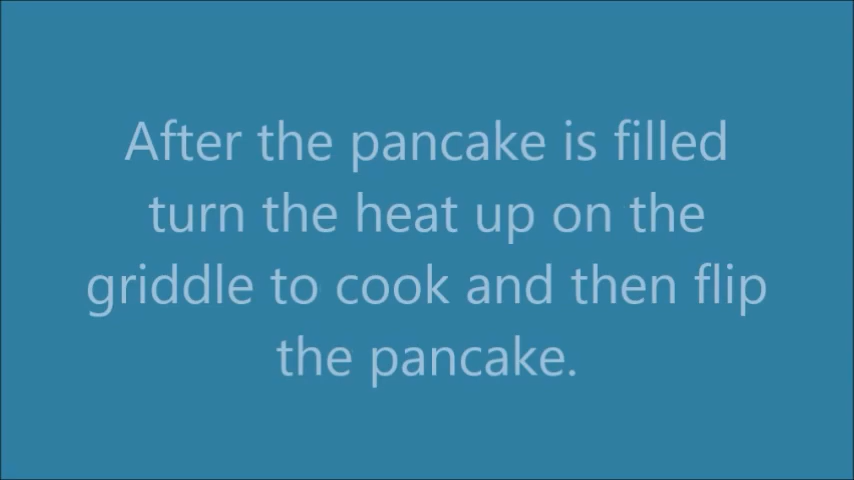 After the pancake is filled
turn the heat up on the
griddle to cook and then flip
the pancake.